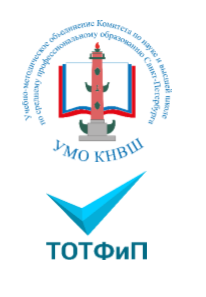 Учебно-методическое объединение Комитета по науке и высшей школе
по среднему профессиональному образованию Санкт-Петербурга
УМО КНВШ
ТОТФиП